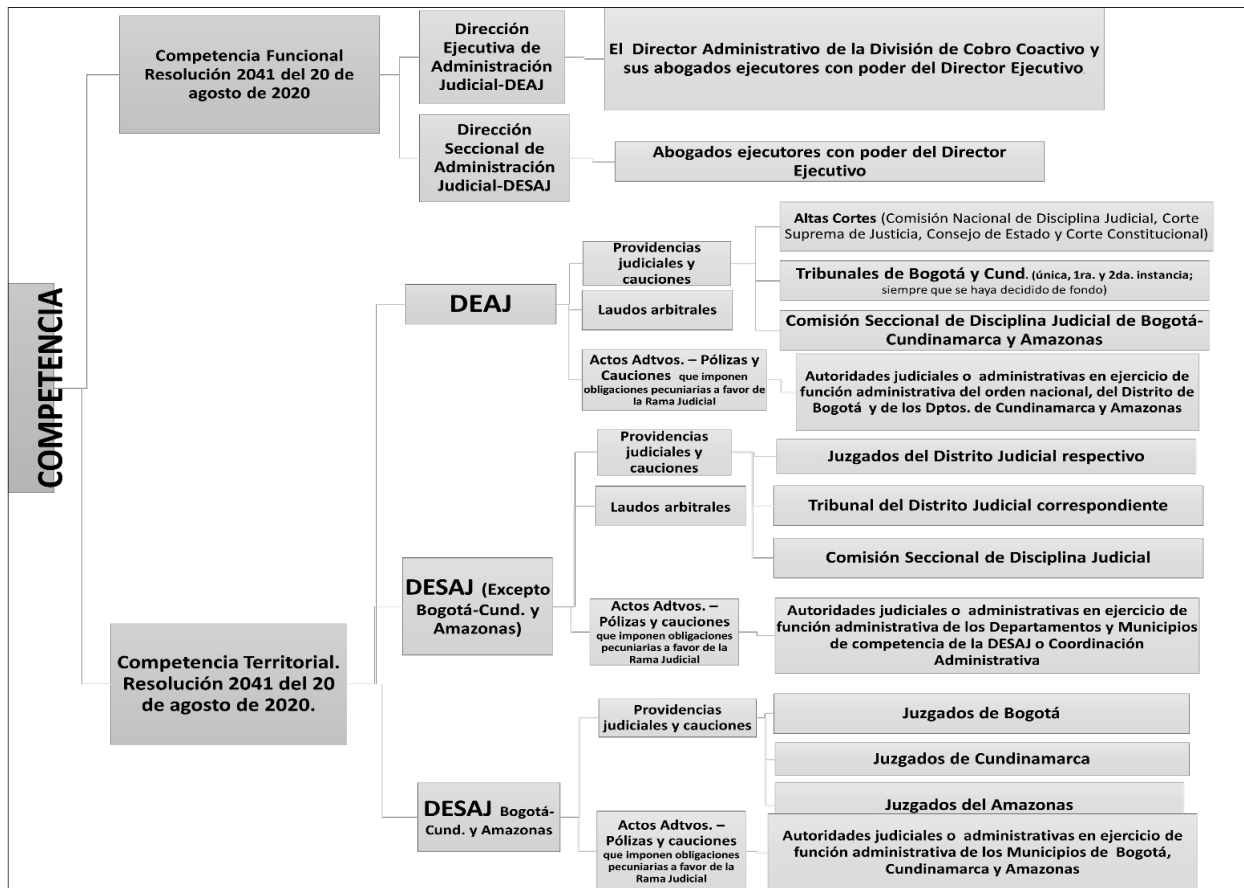 COMPETENCIA
Competencia Funcional
Resolución 2041 del 20 de
agosto de 2020
Dirección
Ejecutiva de
Administración
Judicial-DEAJ
El Director Administrativo de la División de Cobro Coactivo y
sus abogados ejecutores con poder del Director Ejecutivo.
Dirección
Seccional de
Administración
Judicial-DESAJ
Abogados ejecutores con poder del Director
Ejecutivo
Competencia Territorial.
Resolución 2041 del 20
de agosto de 2020.
DEAJ
Providencias
judiciales y
cauciones
Altas Cortes (Comisión Nacional de Disciplina Judicial, Corte
Suprema de Justicia, Consejo de Estado y Corte Constitucional)
Tribunales de Bogotá y Cund. (única, 1ra. y 2da. instancia;
siempre que se haya decidido de fondo)
Comisión Seccional de Disciplina Judicial de Bogotá-
Cundinamarca y Amazonas
Laudos arbitrales
Actos Adtvos. – Pólizas y
Cauciones que imponen
obligaciones pecuniarias a favor de
la Rama Judicial
Autoridades judiciales o administrativas en ejercicio de
función administrativa del orden nacional, del Distrito de
Bogotá y de los Dptos. de Cundinamarca y Amazonas
DESAJ (Excepto
Bogotá-Cund. y
Amazonas)
Providencias
judiciales y
cauciones
Juzgados del Distrito Judicial respectivo
Tribunal del Distrito Judicial correspondiente
Comisión Seccional de Disciplina Judicial
Laudos arbitrales
Actos Adtvos. –
Pólizas y cauciones
que imponen obligaciones
pecuniarias a favor de la
Rama Judicial
Autoridades judiciales o administrativas en ejercicio de
función administrativa de los Departamentos y Municipios
de competencia de la DESAJ o Coordinación
Administrativa
DESAJ Bogotá-
Cund. y Amazonas
Providencias
judiciales y cauciones
Juzgados de Bogotá
Juzgados de Cundinamarca
Juzgados del Amazonas
Actos Adtvos. –
Pólizas y cauciones
que imponen obligaciones
pecuniarias a favor de la
Rama Judicial
Autoridades judiciales o administrativas en ejercicio de
función administrativa de los Municipios de Bogotá,
Cundinamarca y Amazonas